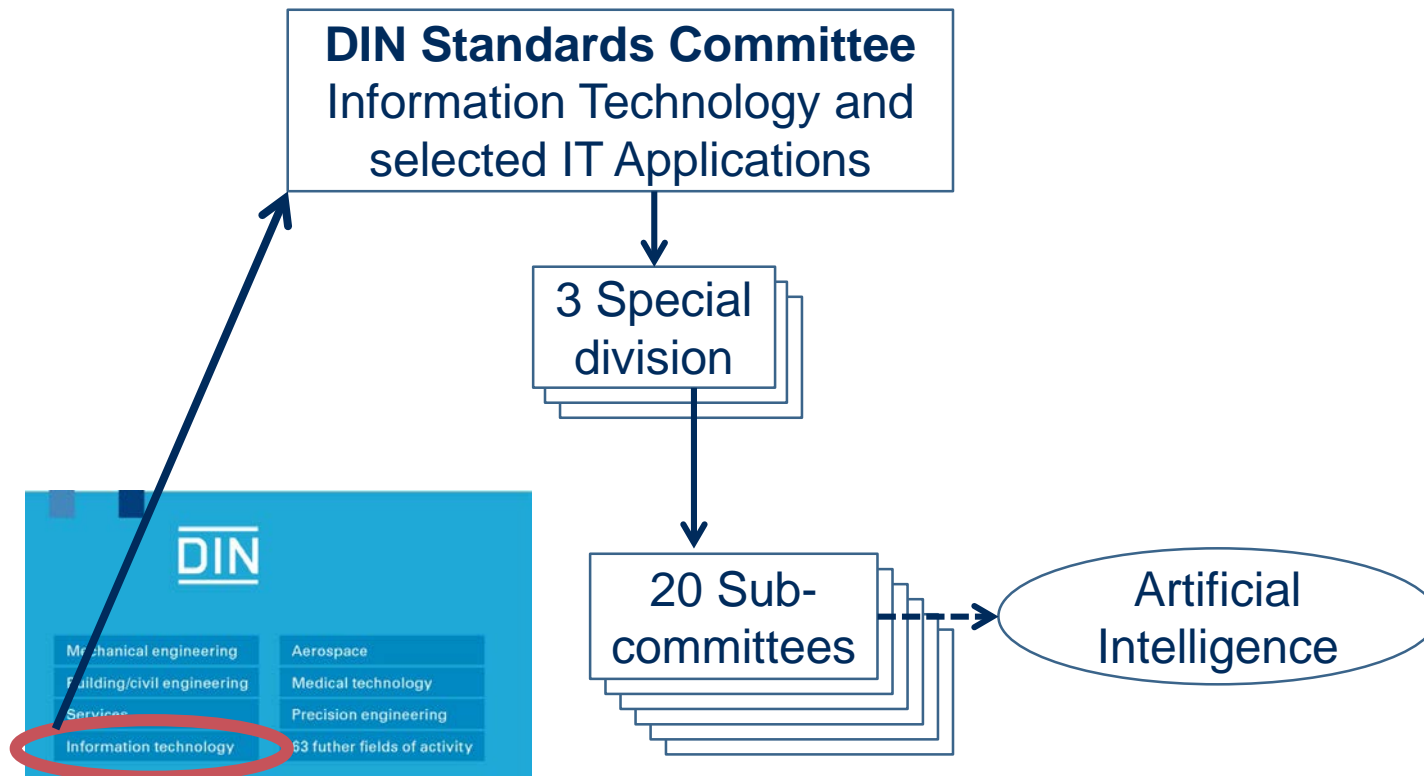 DIN Standards Committee
Information Technology and
selected IT Applications
3 Special
division
20 Sub-
committees
Artificial
Intelligence
DIN
Mechanical engineering
Aerospace
Building/civil engineering
Medical technology
Services
Precision engineering
Information technology
63 futher fields of activity